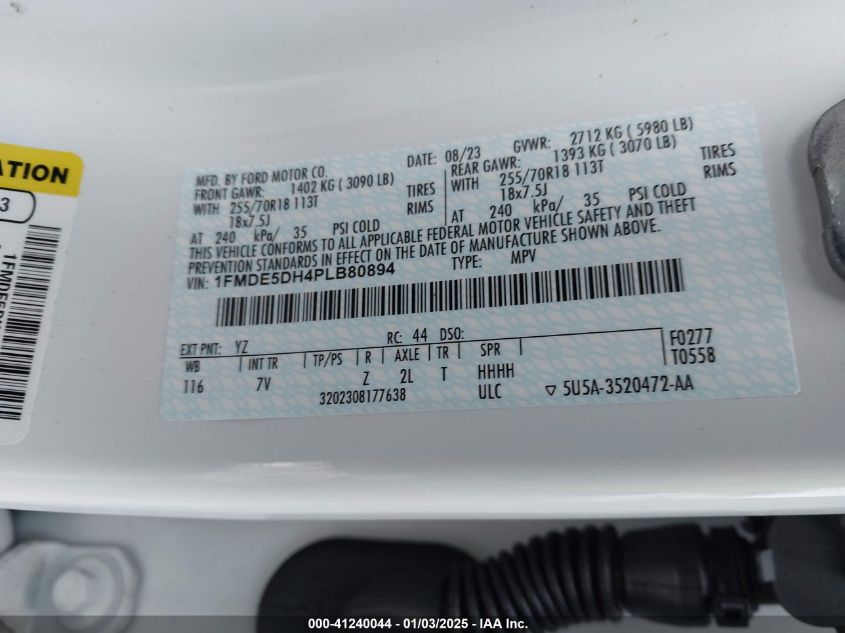 ATION
3
MFD. BY FORD MOTOR CO. DATE: 08/23 GVWR: 2712 KG ( 5980 LB)
FRONT GAWR: 1402 KG ( 3090 LB) REAR GAWR: 1393 KG ( 3070 LB)
WITH 255/70R18 113T TIRES WITH 255/70R18 113T TIRES
18x7.5J RIMS 18x7.5J RIMS
AT 240 kPa/ 35 PSI COLD AT 240 kPa/ 35 PSI COLD
THIS VEHICLE CONFORMS TO ALL APPLICABLE FEDERAL MOTOR VEHICLE SAFETY AND THEFT
PREVENTION STANDARDS IN EFFECT ON THE DATE OF MANUFACTURE SHOWN ABOVE.
VIN: 1FMDE5DH4PLB80894 TYPE: MPV
EXT PNT: YZ RC: 44 DSO: F0277
WB INT TR TP/PS R AXLE TR SPR T0558
116 7V Z 2L T HHHH
3202308177638 ULC ▽ 5U5A-3520472-AA
000-41240044 - 01/03/2025 - IAA Inc.